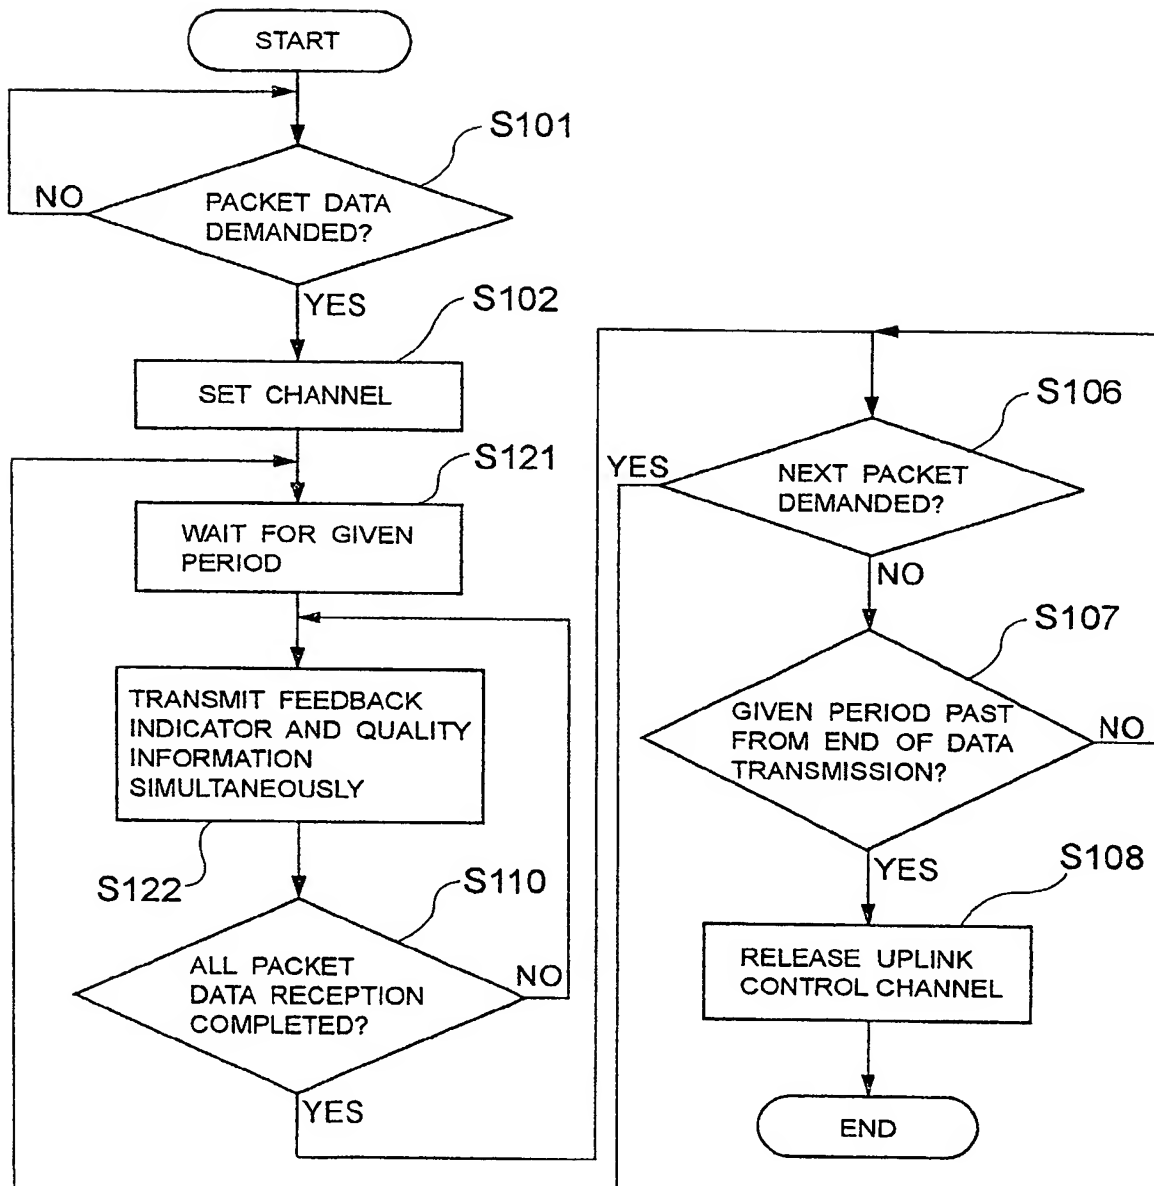 START
S101
NO
PACKET DATA
DEMANDED?
YES
S102
SET CHANNEL
S121
WAIT FOR GIVEN
PERIOD
TRANSMIT FEEDBACK
INDICATOR AND QUALITY
INFORMATION
SIMULTANEOUSLY
S122
S110
ALL PACKET
DATA RECEPTION
COMPLETED?
NO
YES
S106
YES
NEXT PACKET
DEMANDED?
NO
S107
GIVEN PERIOD PAST
FROM END OF DATA
TRANSMISSION?
NO
YES
S108
RELEASE UPLINK
CONTROL CHANNEL
END